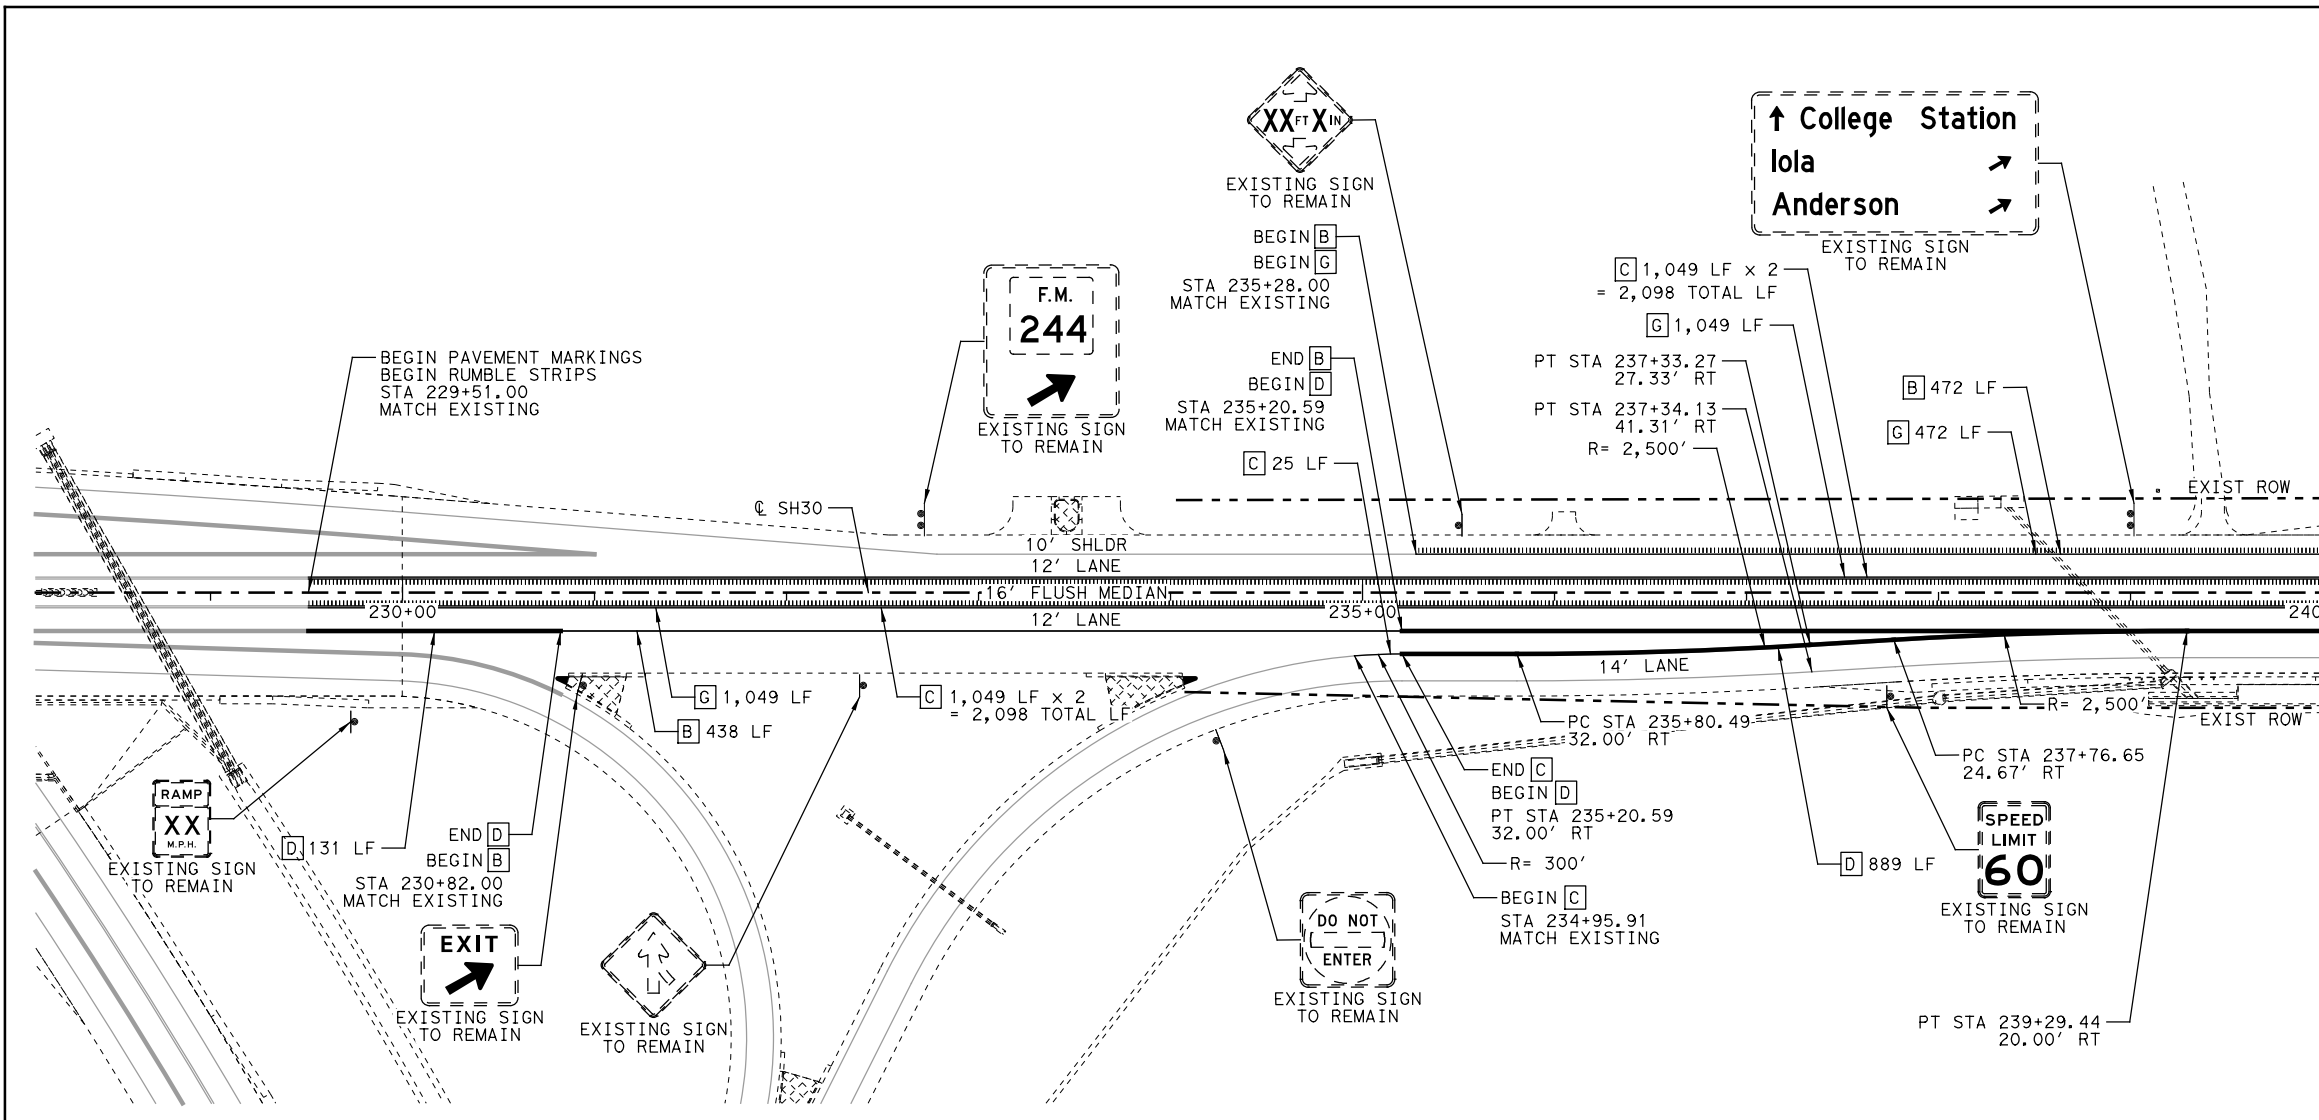 XX FT X IN
EXISTING SIGN
TO REMAIN
↑ College Station
Iola
Anderson
EXISTING SIGN
TO REMAIN
BEGIN B
BEGIN G
STA 235+28.00
MATCH EXISTING
F.M.
244
EXISTING SIGN
TO REMAIN
C 1,049 LF x 2
= 2,098 TOTAL LF
G 1,049 LF
BEGIN PAVEMENT MARKINGS
BEGIN RUMBLE STRIPS
STA 229+51.00
MATCH EXISTING
END B
BEGIN D
STA 235+20.59
MATCH EXISTING
PT STA 237+33.27
27.33' RT
PT STA 237+34.13
41.31' RT
R= 2,500'
B 472 LF
G 472 LF
C 25 LF
℄ SH30
EXIST ROW
10' SHLDR
12' LANE
16' FLUSH MEDIAN
230+00
235+00
240
12' LANE
14' LANE
G 1,049 LF
C 1,049 LF x 2
= 2,098 TOTAL LF
B 438 LF
PC STA 235+80.49
32.00' RT
R= 2,500'
EXIST ROW
PC STA 237+76.65
24.67' RT
END C
BEGIN D
PT STA 235+20.59
32.00' RT
R= 300'
BEGIN C
STA 234+95.91
MATCH EXISTING
RAMP
XX
M.P.H.
EXISTING SIGN
TO REMAIN
D 131 LF
END D
BEGIN B
STA 230+82.00
MATCH EXISTING
D 889 LF
SPEED
LIMIT
60
EXISTING SIGN
TO REMAIN
EXIT
EXISTING SIGN
TO REMAIN
EXISTING SIGN
TO REMAIN
DO NOT
ENTER
EXISTING SIGN
TO REMAIN
PT STA 239+29.44
20.00' RT